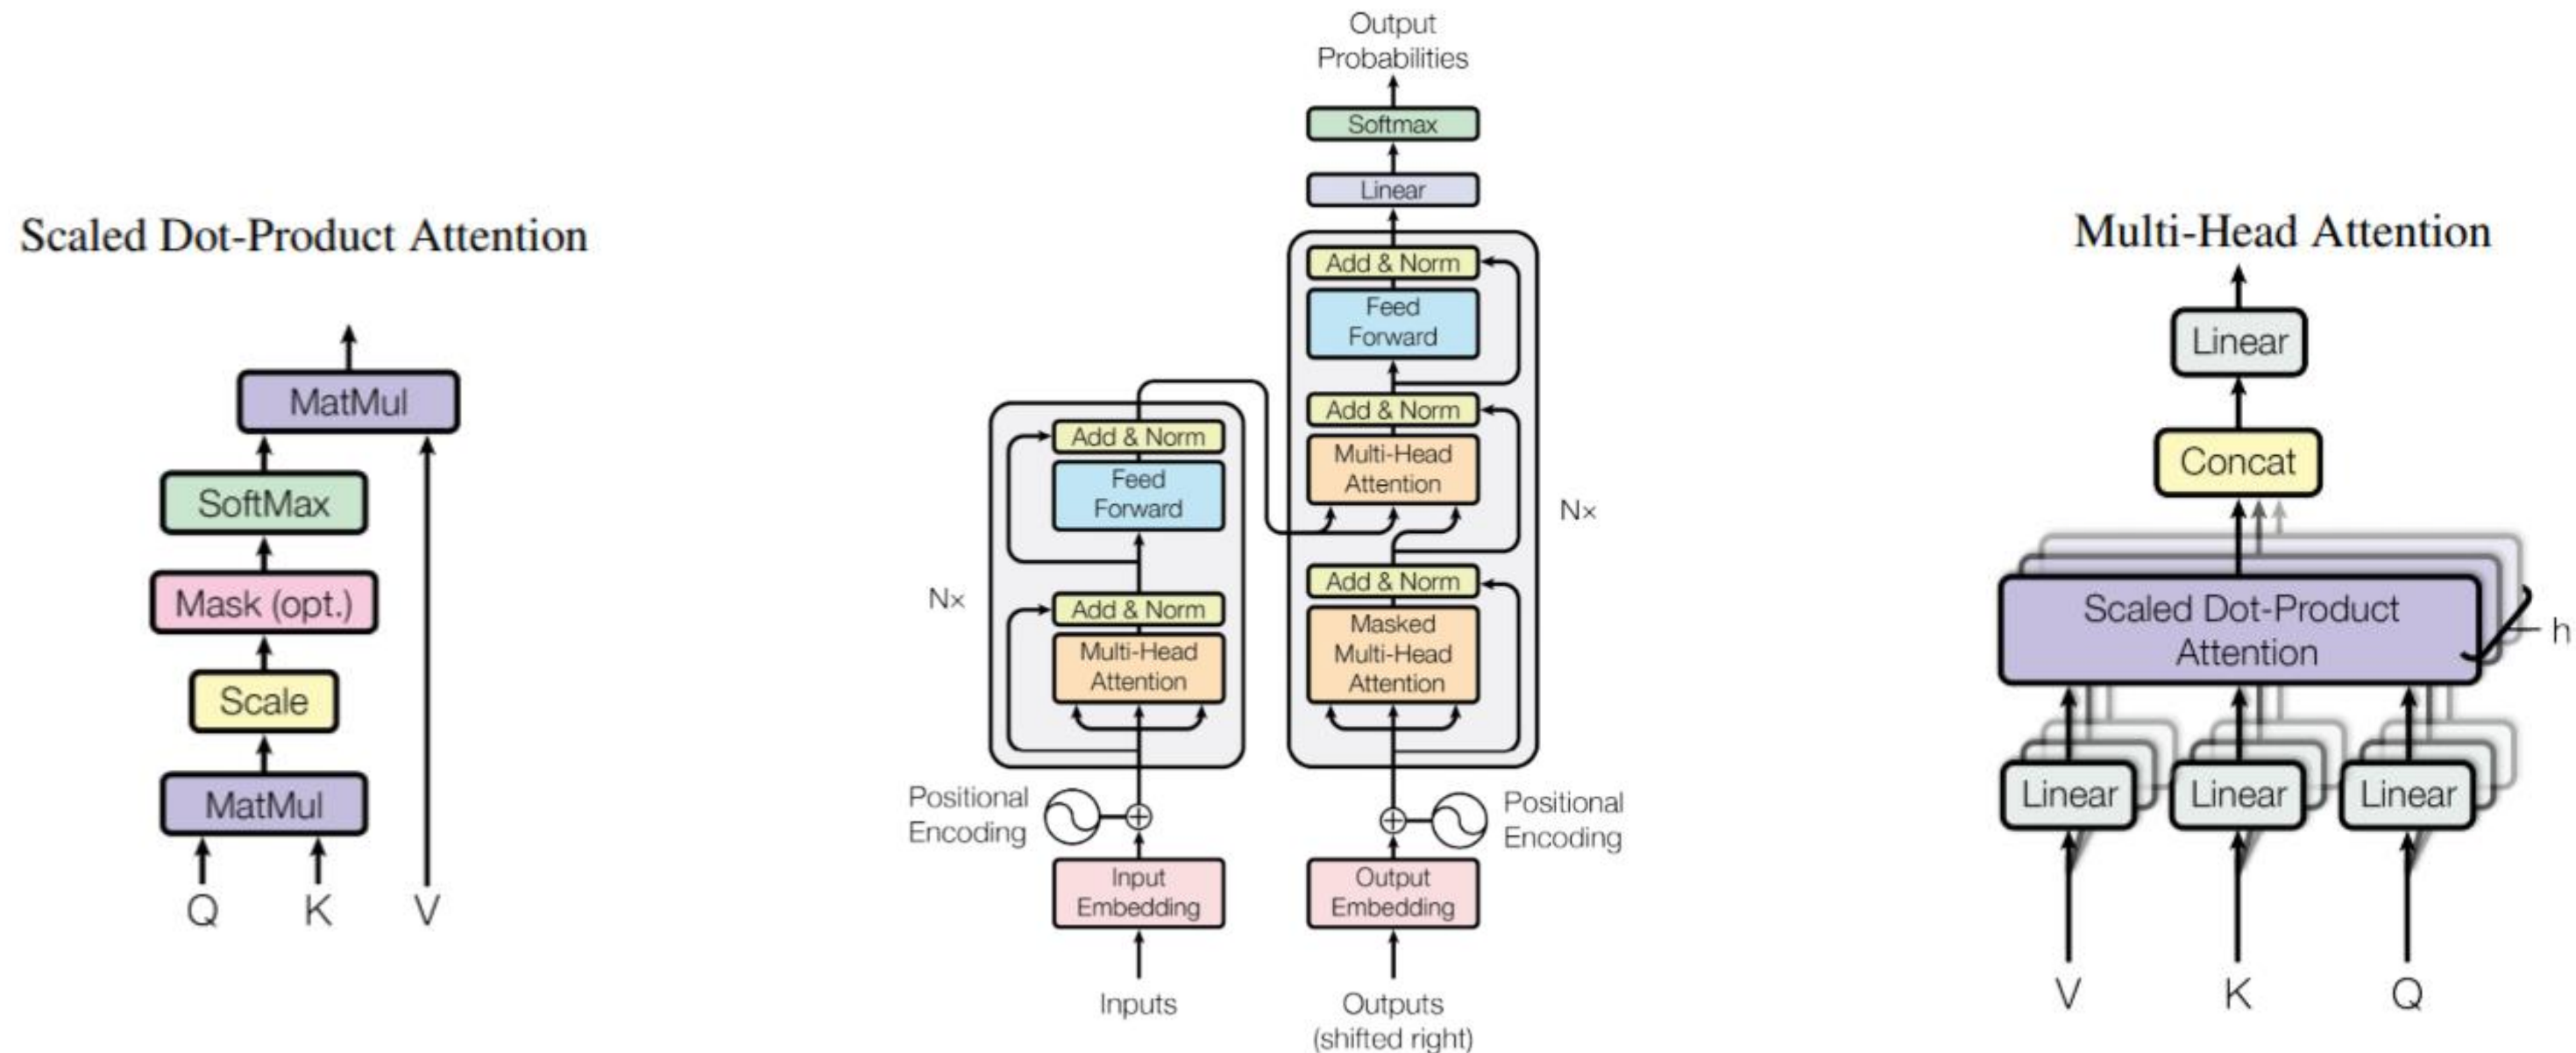 Scaled Dot-Product Attention
MatMul
SoftMax
Mask (opt.)
Scale
MatMul
Q K V
Output
Probabilities
Softmax
Linear
Add & Norm
Feed
Forward
Add & Norm
Multi-Head
Attention
Nx
Add & Norm
Masked
Multi-Head
Attention
Add & Norm
Feed
Forward
Nx
Add & Norm
Multi-Head
Attention
Positional
Encoding
Positional
Encoding
Input
Embedding
Output
Embedding
Inputs
Outputs
(shifted right)
Multi-Head Attention
Linear
Concat
Scaled Dot-Product
Attention
h
Linear Linear Linear
V K Q